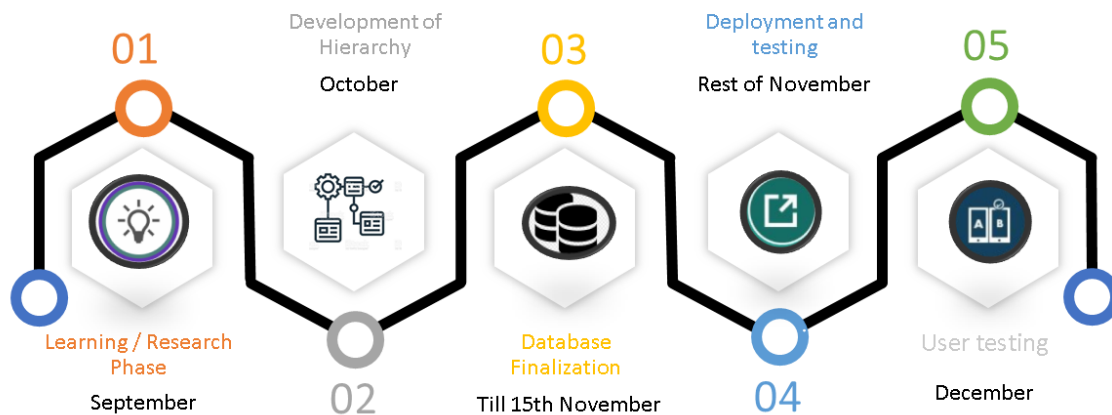 01
Learning / Research
Phase
September
Development of
Hierarchy
October
02
03
Database
Finalization
Till 15th November
Deployment and
testing
Rest of November
04
05
A B
User testing
December